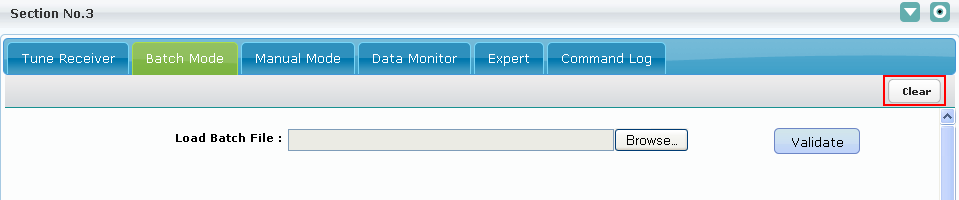 Section No.3
Tune Receiver Batch Mode Manual Mode Data Monitor Expert Command Log
Clear
Load Batch File : Browse... Validate